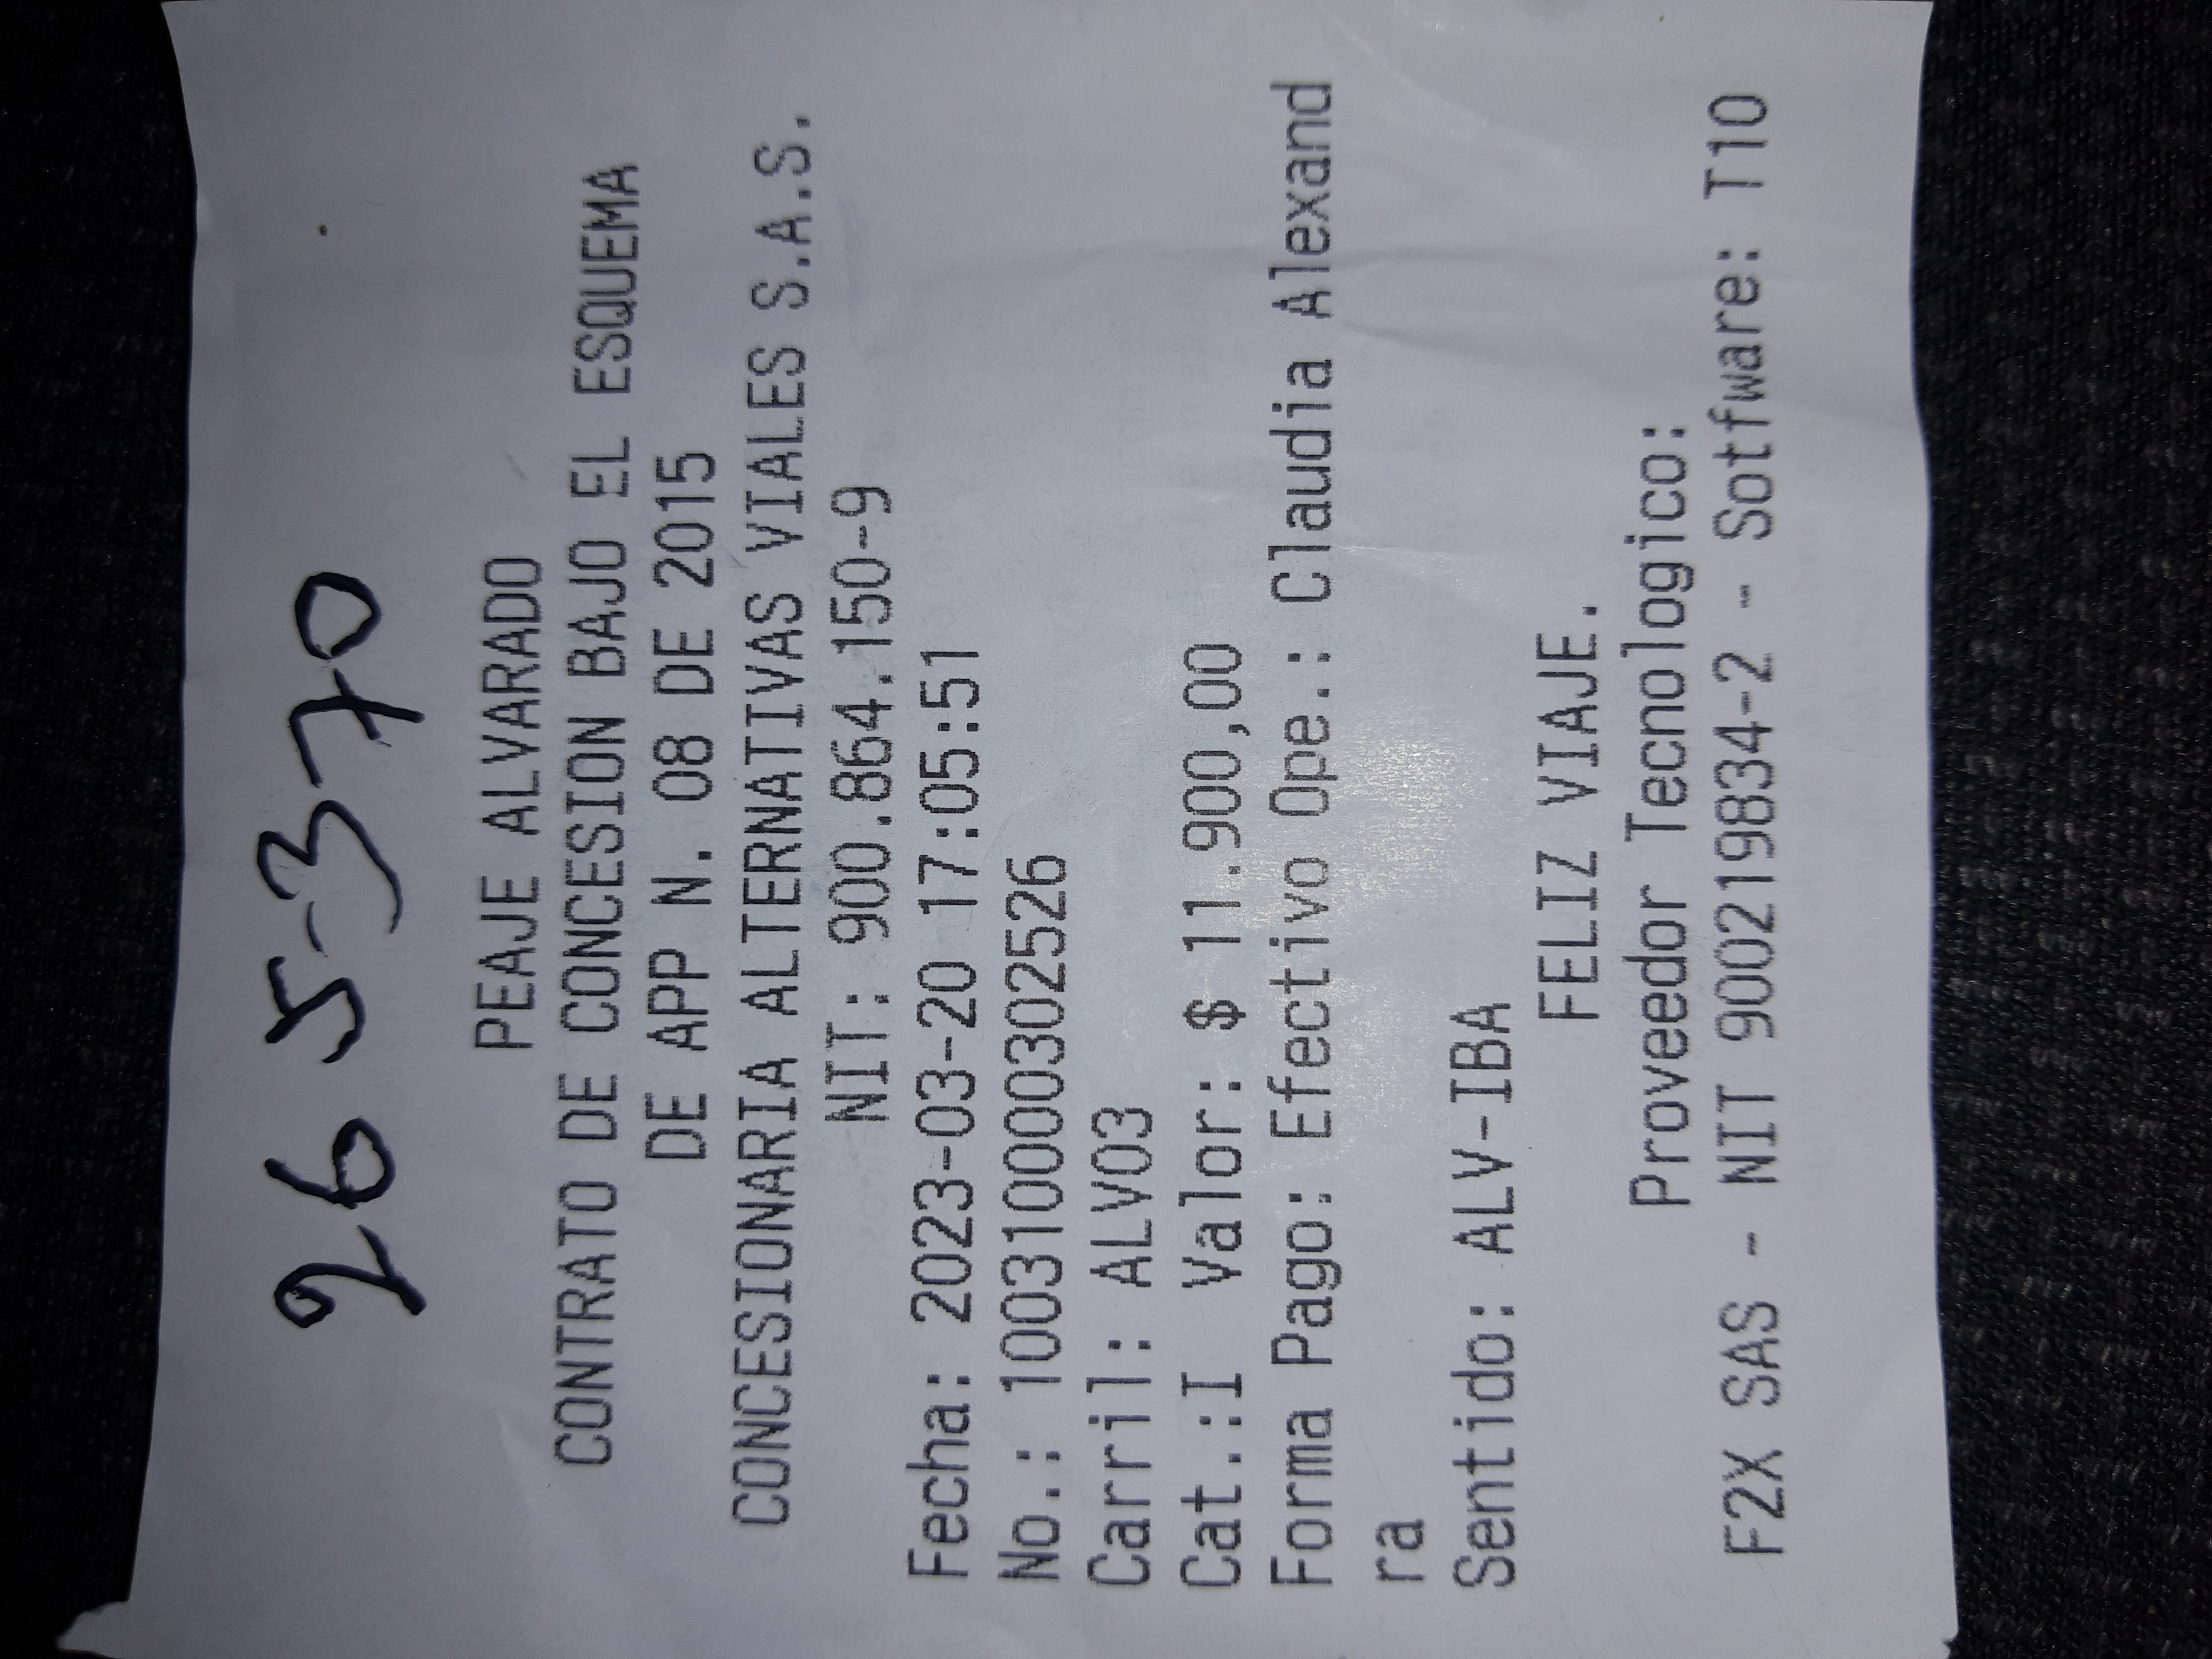 265-370
PEAJE ALVARADO
CONTRATO DE CONCESION BAJO EL ESQUEMA
DE APP N. 08 DE 2015
CONCESIONARIA ALTERNATIVAS VIALES S.A.S.
NIT: 900.864.150-9
Fecha: 2023-03-20 17:05:51
No.: 1003100003025​26
Carril: ALV03
Cat.:I Valor: $ 11.900,00
Forma Pago: Efectivo Ope.: Claudia Alexand
ra
Sentido: ALV-IBA
FELIZ VIAJE.
Proveedor Tecnologico:
F2X SAS - NIT 900219834-2 - Sotfware: T10